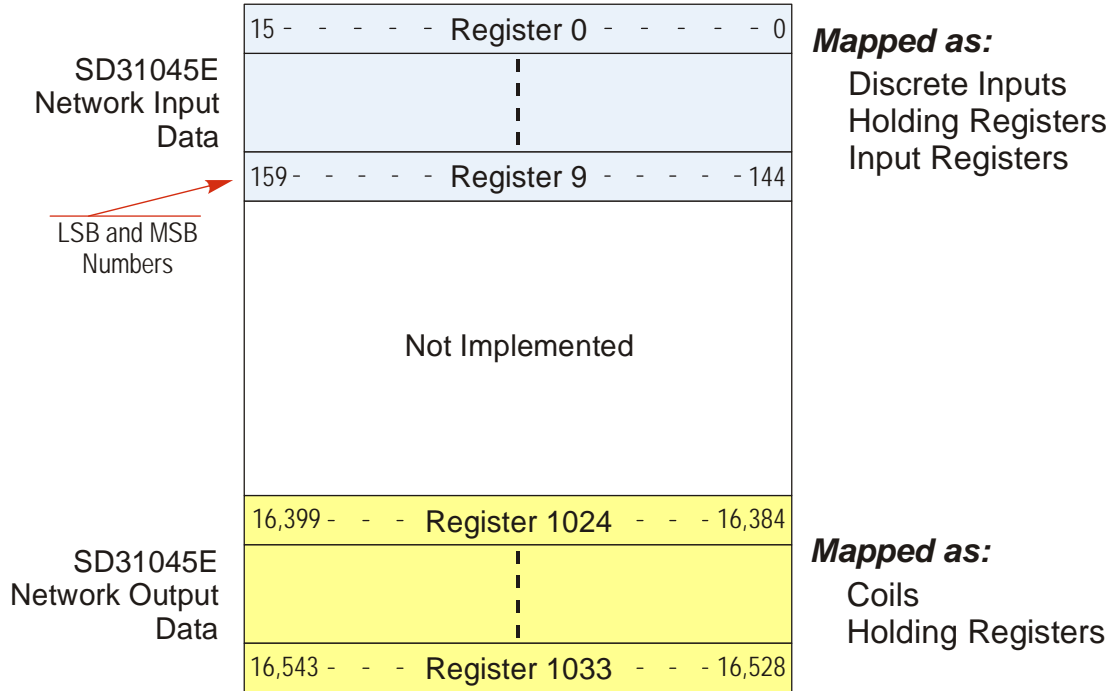 15 - - - - - Register 0 - - - - - 0
Mapped as:
Discrete Inputs
Holding Registers
Input Registers
SD31045E
Network Input
Data
159 - - - - - Register 9 - - - - - 144
LSB and MSB
Numbers
Not Implemented
16,399 - - - Register 1024 - - - 16,384
SD31045E
Network Output
Data
Mapped as:
Coils
Holding Registers
16,543 - - - Register 1033 - - - 16,528